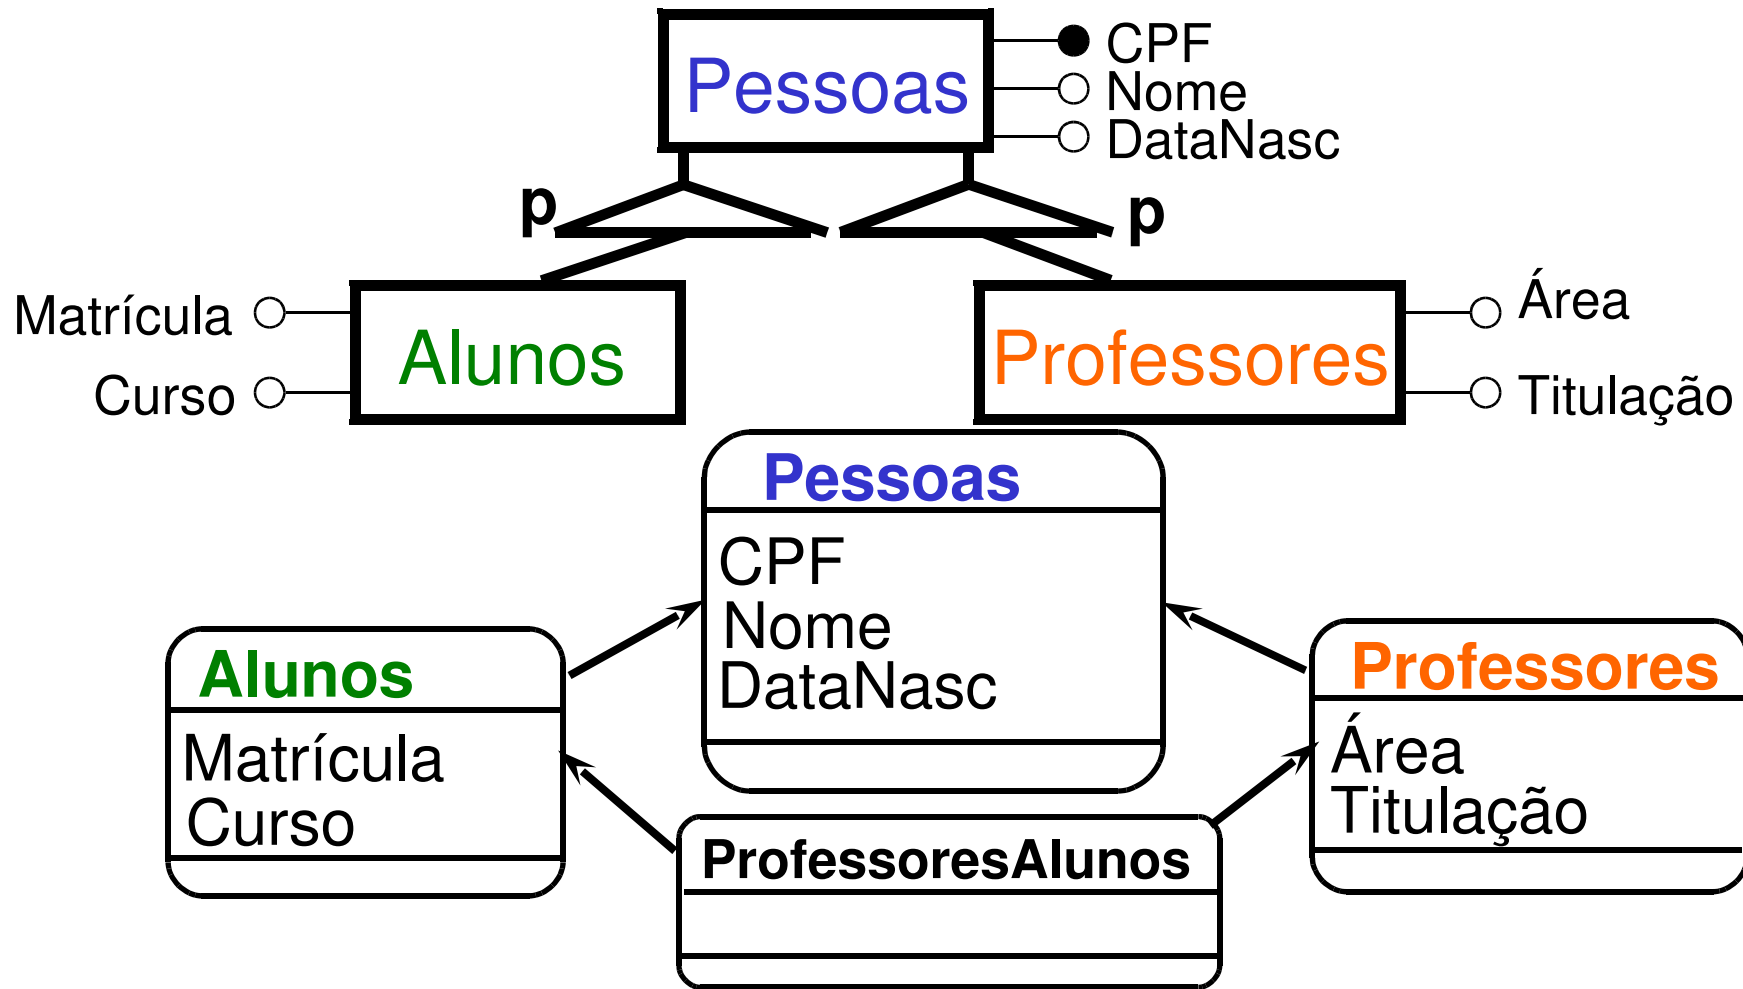 Pessoas
CPF
Nome
DataNasc
p
p
Matrícula
Curso
Alunos
Professores
Área
Titulação
Pessoas
CPF
Nome
DataNasc
Alunos
Matrícula
Curso
Professores
Área
Titulação
ProfessoresAlunos